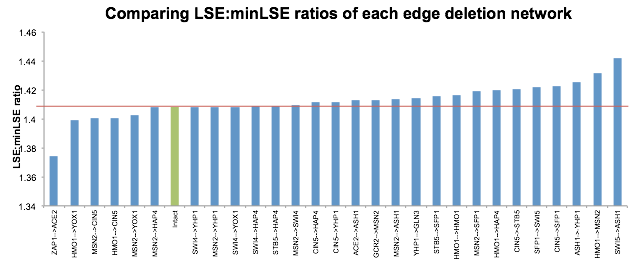 Comparing LSE:minLSE ratios of each edge deletion network
1.46
1.44
1.42
1.4
1.38
1.36
1.34
LSE:minLSE ratio
ZAP1-->ACE2
HMO1-->YOX1
MSN2-->CIN5
HMO1-->CIN5
MSN2-->YOX1
MSN2-->HAP4
Intact
SWI4-->YHP1
MSN2-->YHP1
SWI4-->YOX1
SWI4-->HAP4
STB5-->HAP4
MSN2-->SWI4
CIN5-->HAP4
CIN5-->YHP1
ACE2-->ASH1
GCR2-->MSN2
MSN2-->ASH1
YHP1-->GLN3
STB5-->SFP1
HMO1-->HMO1
MSN2-->SFP1
HMO1-->HAP4
CIN5-->STB5
SFP1-->SWI5
CIN5-->SFP1
ASH1-->YHP1
HMO1-->MSN2
SWI5-->ASH1